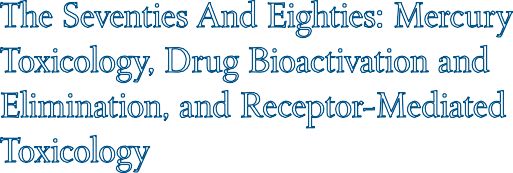 The Seventies And Eighties: Mercury
Toxicology, Drug Bioactivation and
Elimination, and Receptor-Mediated
Toxicology